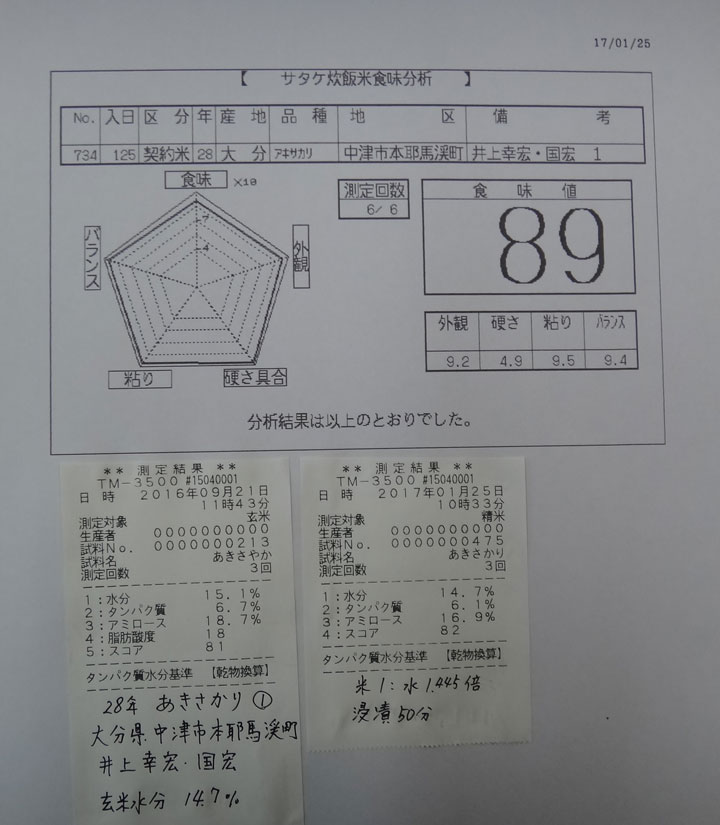 17/01/25
【 サタケ炊飯米食味分析 】
No. 入日 区分 年 産地 品種 地区 備考
734 125 契約米 28 大分 アキサカリ 中津市本耶馬渓町 井上幸宏・国宏 1
食味 ×10
7
4
バランス
外観
粘り
硬さ具合
測定回数
6/ 6
食味値
89
外観 硬さ 粘り バランス
9.2 4.9 9.5 9.4
分析結果は以上のとおりでした。
** 測定結果 **
TM-3500 #15040001
日 時 2016年09月21日
11時43分
測定対象 玄米
生産者 00000000000
試料No. 0000000213
試料名 あきさやか
測定回数 3回
1:水分 15.1%
2:タンパク質 6.7%
3:アミロース 18.7%
4:脂肪酸度 18
5:スコア 81
タンパク質水分基準 【乾物換算】
28年 あきさかり ①
大分県中津市本耶馬渓町
井上幸宏・国宏
玄米水分 14.7%
** 測定結果 **
TM-3500 #15040001
日 時 2017年01月25日
10時33分
測定対象 精米
生産者 00000000000
試料No. 0000000475
試料名 あきさかり
測定回数 3回
1:水分 14.7%
2:タンパク質 6.1%
3:アミロース 16.9%
4:スコア 82
タンパク質水分基準 【乾物換算】
米1:水1.445倍
浸漬50分